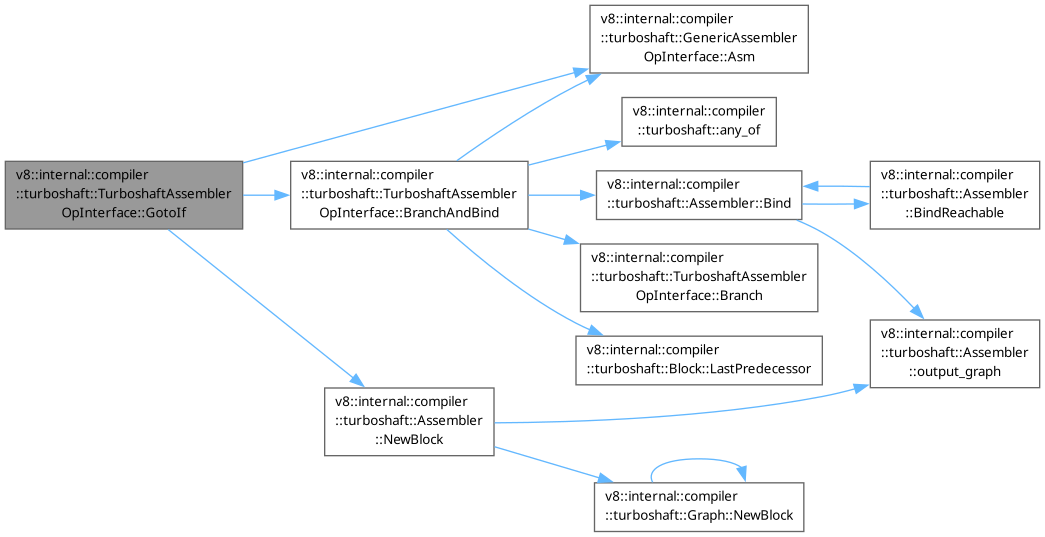 v8::internal::compiler
::turboshaft::TurboshaftAssembler
OpInterface::GotoIf
v8::internal::compiler
::turboshaft::GenericAssembler
OpInterface::Asm
v8::internal::compiler
::turboshaft::TurboshaftAssembler
OpInterface::BranchAndBind
v8::internal::compiler
::turboshaft::any_of
v8::internal::compiler
::turboshaft::Assembler::Bind
v8::internal::compiler
::turboshaft::Assembler
::BindReachable
v8::internal::compiler
::turboshaft::TurboshaftAssembler
OpInterface::Branch
v8::internal::compiler
::turboshaft::Block::LastPredecessor
v8::internal::compiler
::turboshaft::Assembler
::output_graph
v8::internal::compiler
::turboshaft::Assembler
::NewBlock
v8::internal::compiler
::turboshaft::Graph::NewBlock